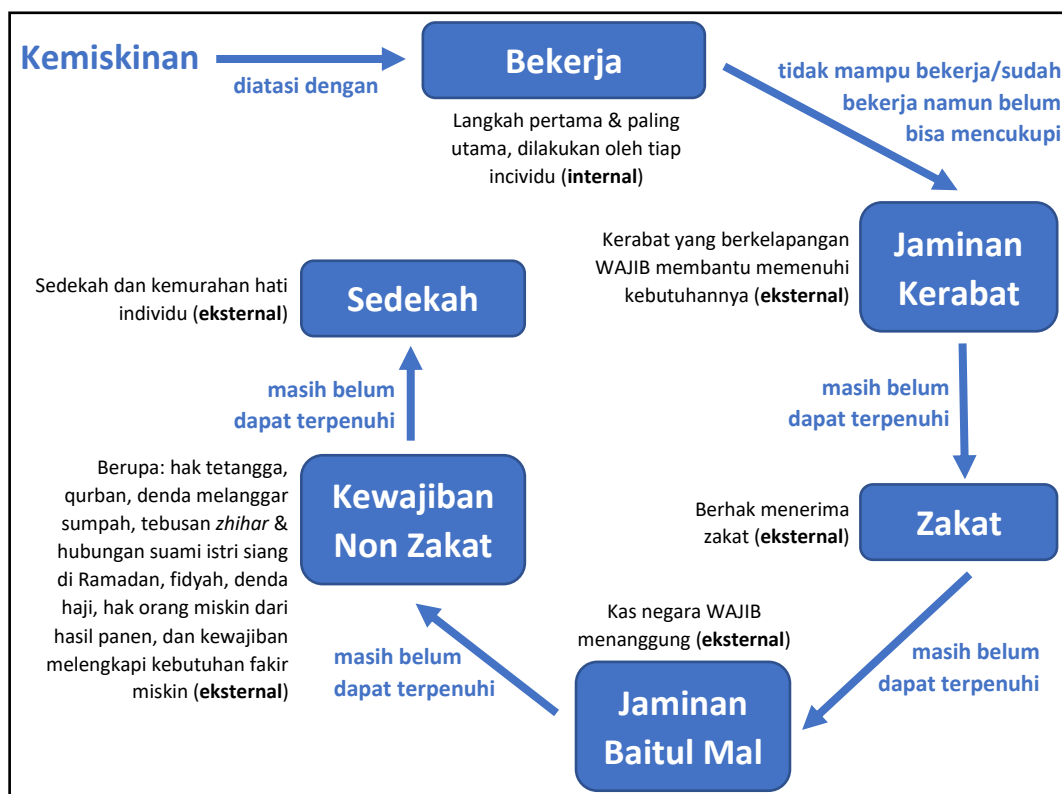 Kemiskinan
diatasi dengan
Bekerja
Langkah pertama & paling
utama, dilakukan oleh tiap
incividu (internal)
tidak mampu bekerja/sudah
bekerja namun belum
bisa mencukupi
Jaminan
Kerabat
Kerabat yang berkelapangan
WAJIB membantu memenuhi
kebutuhannya (eksternal)
masih belum
dapat terpenuhi
Zakat
Berhak menerima
zakat (eksternal)
masih belum
dapat terpenuhi
Kas negara WAJIB
menanggung (eksternal)
Jaminan
Baitul Mal
masih belum
dapat terpenuhi
Kewajiban
Non Zakat
Berupa: hak tetangga,
qurban, denda melanggar
sumpah, tebusan zhihar &
hubungan suami istri siang
di Ramadan, fidyah, denda
haji, hak orang miskin dari
hasil panen, dan kewajiban
melengkapi kebutuhan fakir
miskin (eksternal)
masih belum
dapat terpenuhi
Sedekah
Sedekah dan kemurahan hati
individu (eksternal)